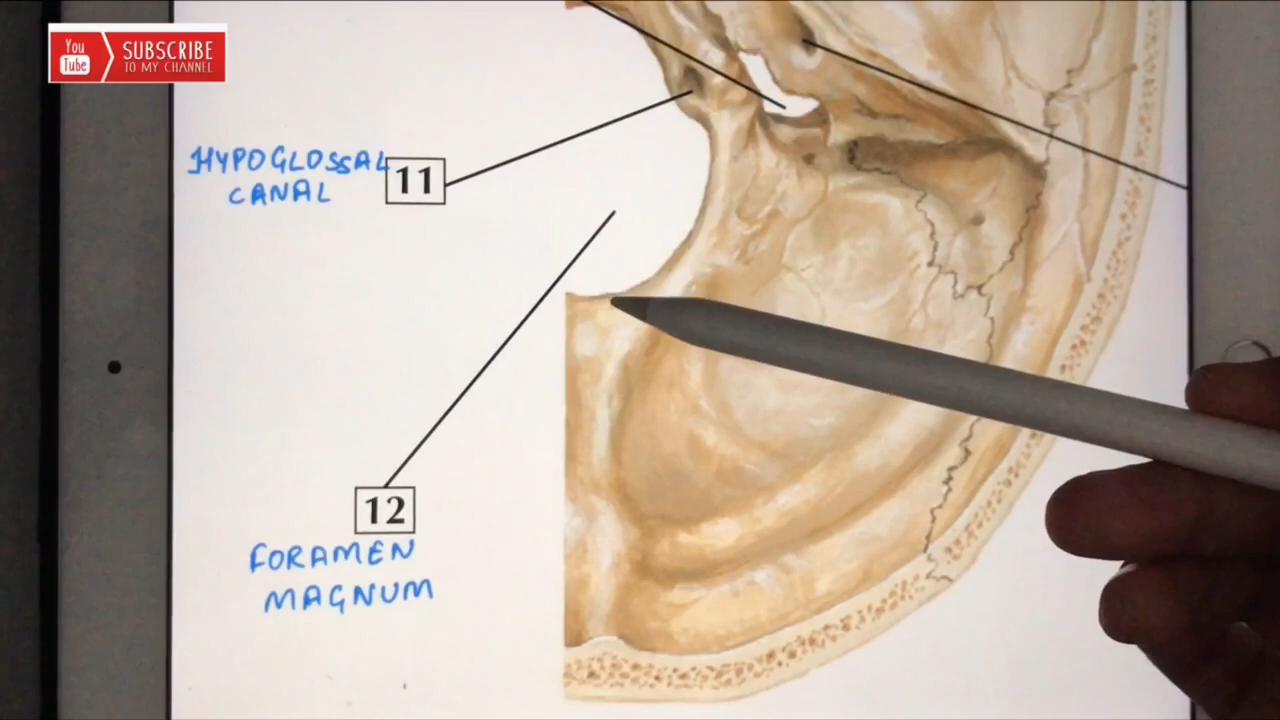 You
Tube
SUBSCRIBE
TO MY CHANNEL
HYPOGLOSSAL
CANAL
11
12
FORAMEN
MAGNUM